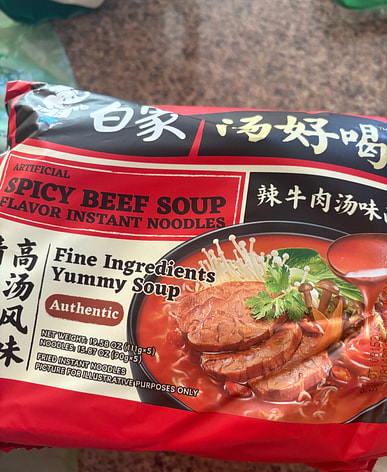 白家
汤好喝
ARTIFICIAL
SPICY BEEF SOUP
FLAVOR INSTANT NOODLES
辣牛肉汤味
高汤风味
Fine Ingredients
Yummy Soup
Authentic
NET WEIGHT: 19.58 OZ (111g×5)
NOODLES: 15.87 OZ (90g×5)
FRIED INSTANT NOODLES
PICTURE FOR ILLUSTRATIVE PURPOSES ONLY